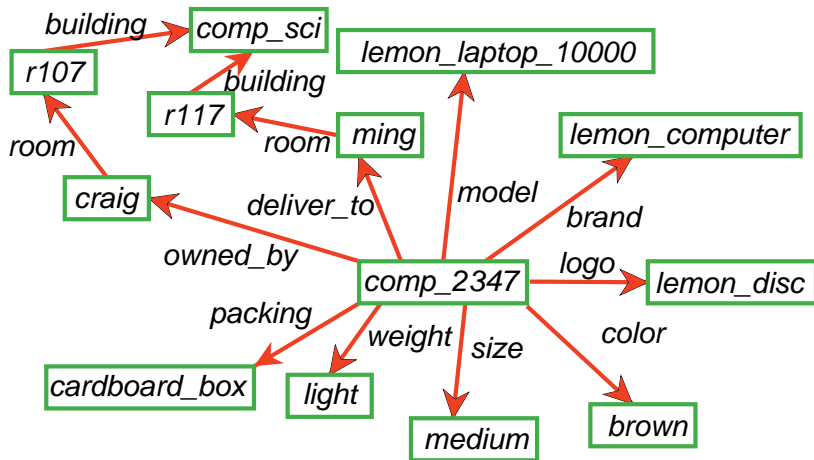 building
comp_sci
lemon_laptop_10000
r107
building
r117
room
ming
lemon_computer
room
craig
deliver_to
model
brand
owned_by
comp_2347
logo
lemon_disc
packing
weight
size
color
cardboard_box
light
medium
brown